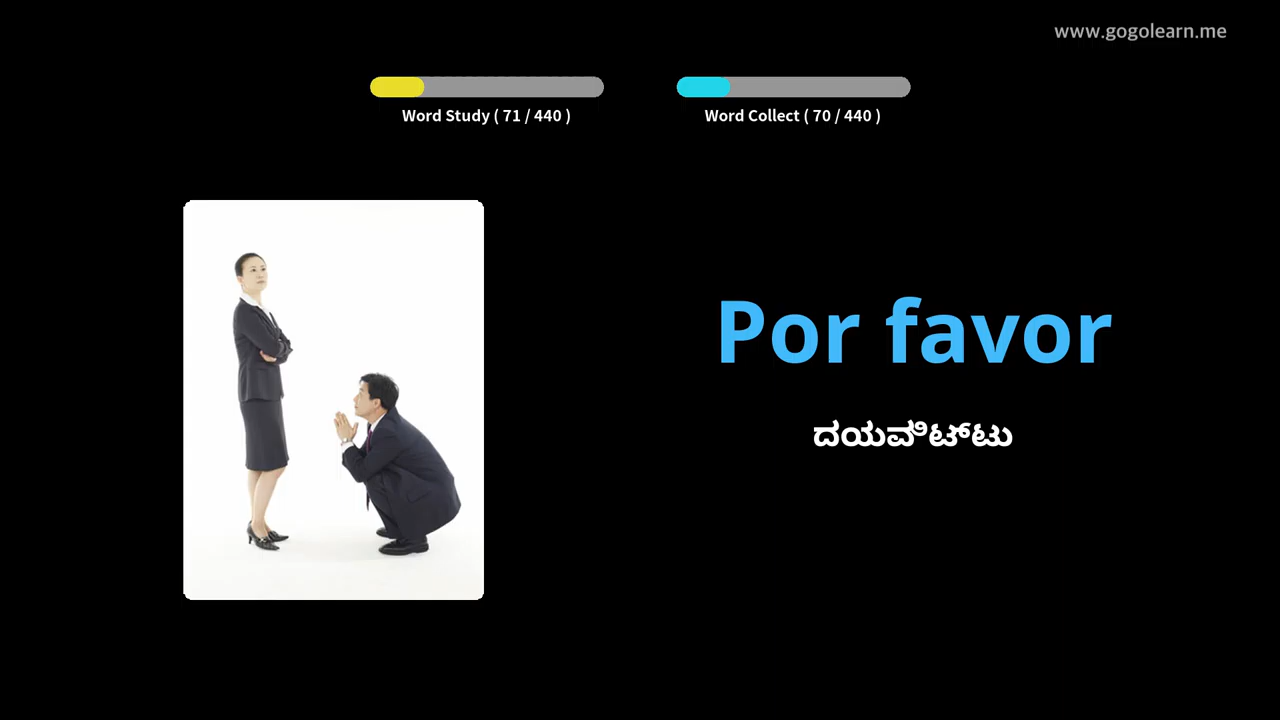 www.gogolearn.me
Word Study ( 71 / 440 )
Word Collect ( 70 / 440 )
Por favor
ದಯವಿಟ್ಟು